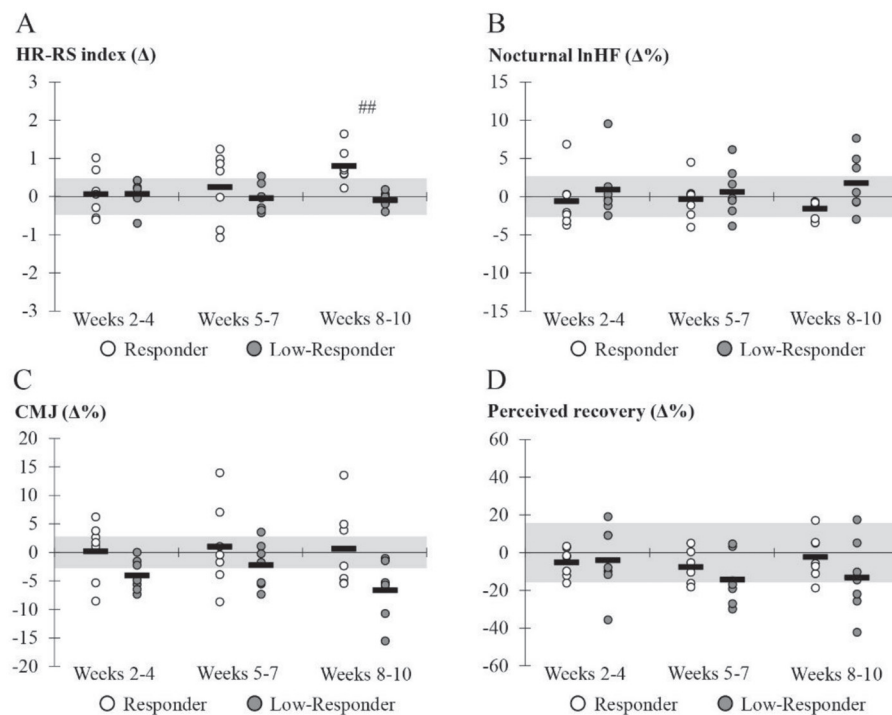 A
HR-RS index (Δ)
3
2
1
0
-1
-2
-3
##
Weeks 2-4 Weeks 5-7 Weeks 8-10
Responder Low-Responder
B
Nocturnal lnHF (Δ%)
15
10
5
0
-5
-10
-15
Weeks 2-4 Weeks 5-7 Weeks 8-10
Responder Low-Responder
C
CMJ (Δ%)
20
15
10
5
0
-5
-10
-15
-20
Weeks 2-4 Weeks 5-7 Weeks 8-10
Responder Low-Responder
D
Perceived recovery (Δ%)
60
40
20
0
-20
-40
-60
Weeks 2-4 Weeks 5-7 Weeks 8-10
Responder Low-Responder